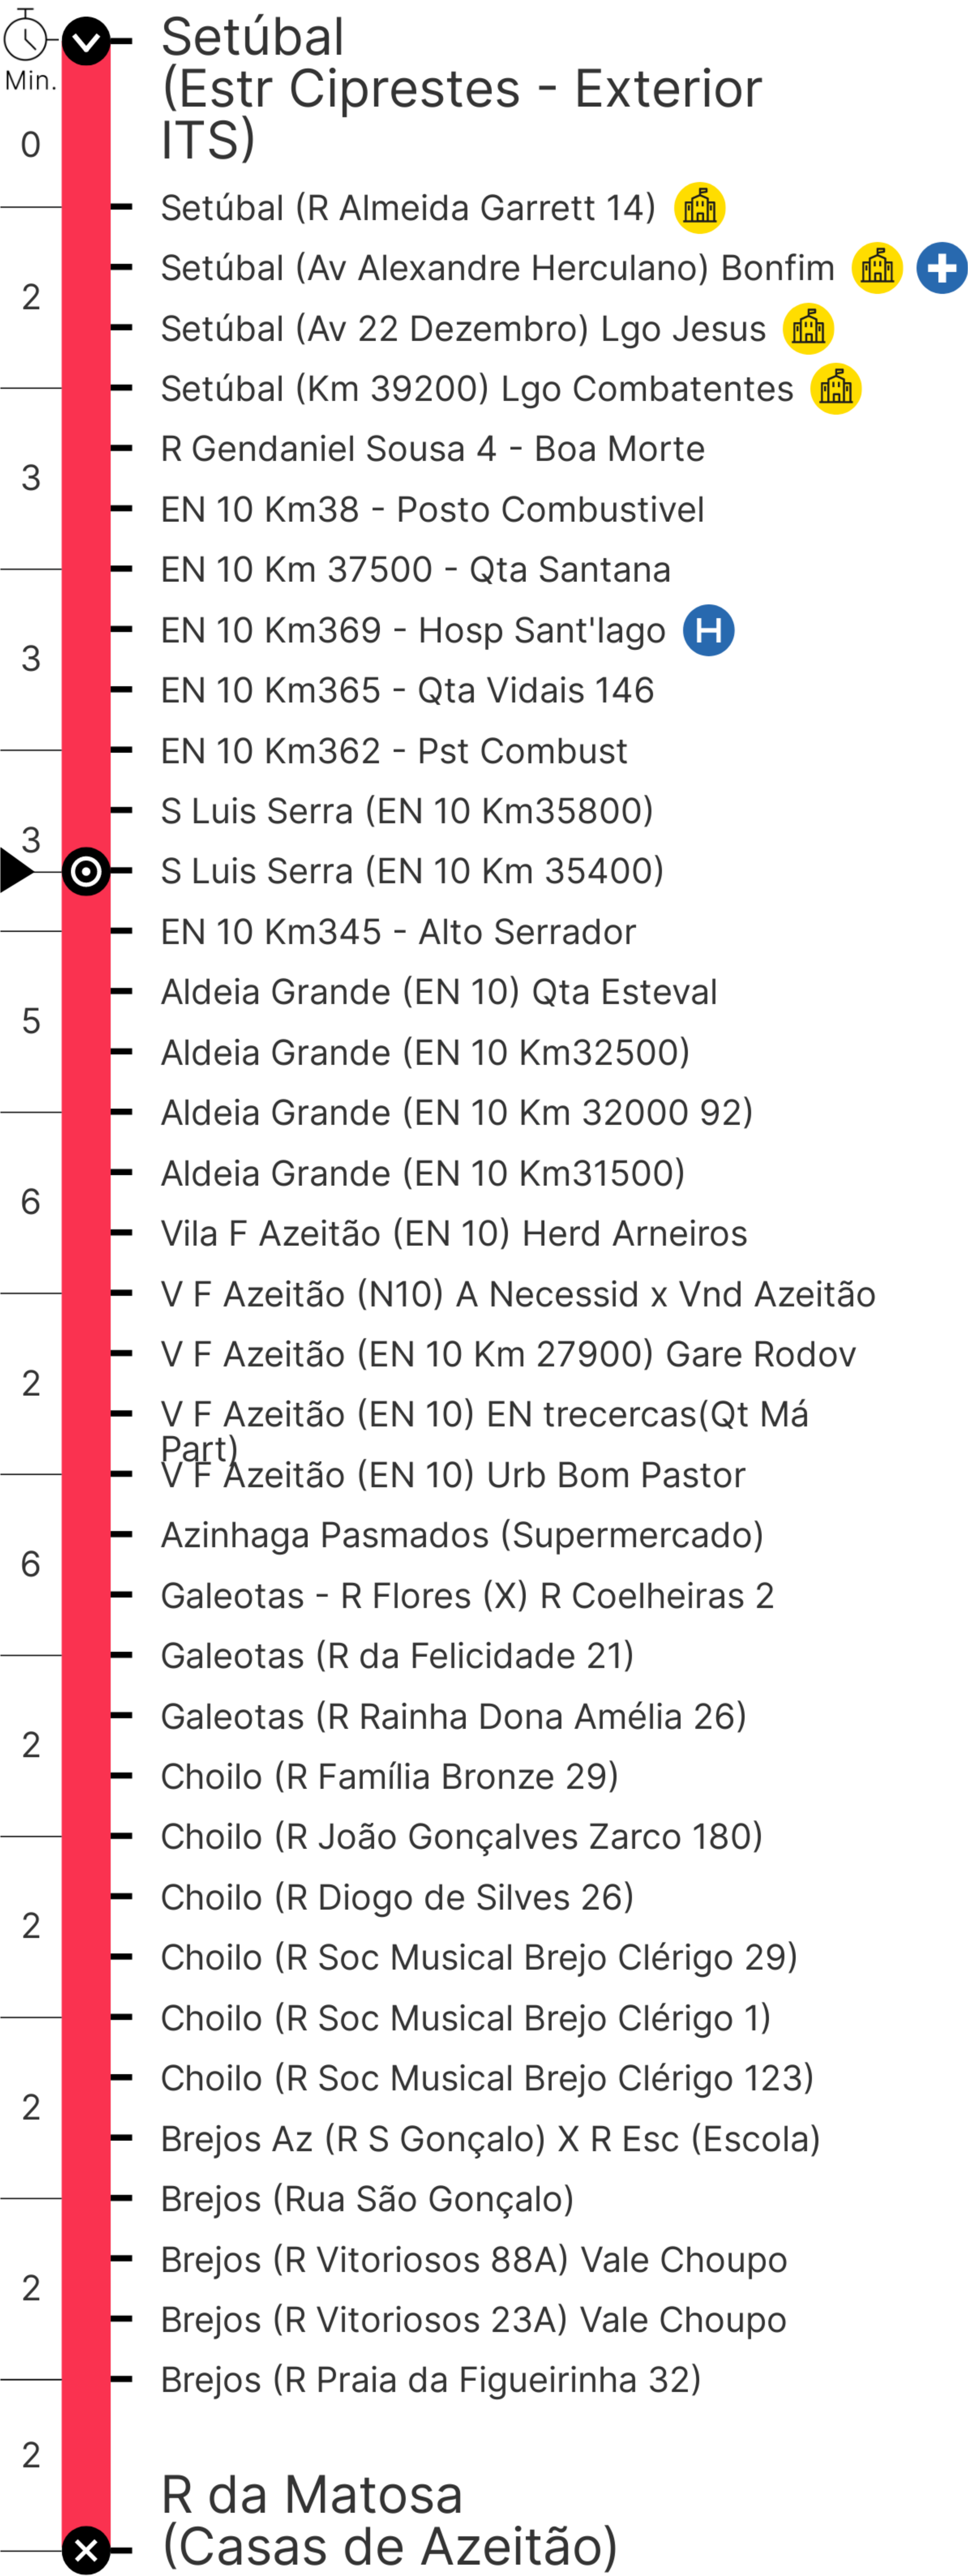 Min.
Setúbal
(Estr Ciprestes - Exterior
ITS)
0
Setúbal (R Almeida Garrett 14)
Setúbal (Av Alexandre Herculano) Bonfim
2
Setúbal (Av 22 Dezembro) Lgo Jesus
Setúbal (Km 39200) Lgo Combatentes
R Gendaniel Sousa 4 - Boa Morte
3
EN 10 Km38 - Posto Combustivel
EN 10 Km 37500 - Qta Santana
EN 10 Km369 - Hosp Sant'Iago
H
3
EN 10 Km365 - Qta Vidais 146
EN 10 Km362 - Pst Combust
S Luis Serra (EN 10 Km35800)
3
S Luis Serra (EN 10 Km 35400)
EN 10 Km345 - Alto Serrador
Aldeia Grande (EN 10) Qta Esteval
5
Aldeia Grande (EN 10 Km32500)
Aldeia Grande (EN 10 Km 32000 92)
Aldeia Grande (EN 10 Km31500)
6
Vila F Azeitão (EN 10) Herd Arneiros
V F Azeitão (N10) A Necessid x Vnd Azeitão
V F Azeitão (EN 10 Km 27900) Gare Rodov
2
V F Azeitão (EN 10) EN trecercas(Qt Má
Part)
V F Azeitão (EN 10) Urb Bom Pastor
Azinhaga Pasmados (Supermercado)
6
Galeotas - R Flores (X) R Coelheiras 2
Galeotas (R da Felicidade 21)
Galeotas (R Rainha Dona Amélia 26)
2
Choilo (R Família Bronze 29)
Choilo (R João Gonçalves Zarco 180)
Choilo (R Diogo de Silves 26)
2
Choilo (R Soc Musical Brejo Clérigo 29)
Choilo (R Soc Musical Brejo Clérigo 1)
Choilo (R Soc Musical Brejo Clérigo 123)
2
Brejos Az (R S Gonçalo) X R Esc (Escola)
Brejos (Rua São Gonçalo)
Brejos (R Vitoriosos 88A) Vale Choupo
2
Brejos (R Vitoriosos 23A) Vale Choupo
Brejos (R Praia da Figueirinha 32)
2
R da Matosa
(Casas de Azeitão)